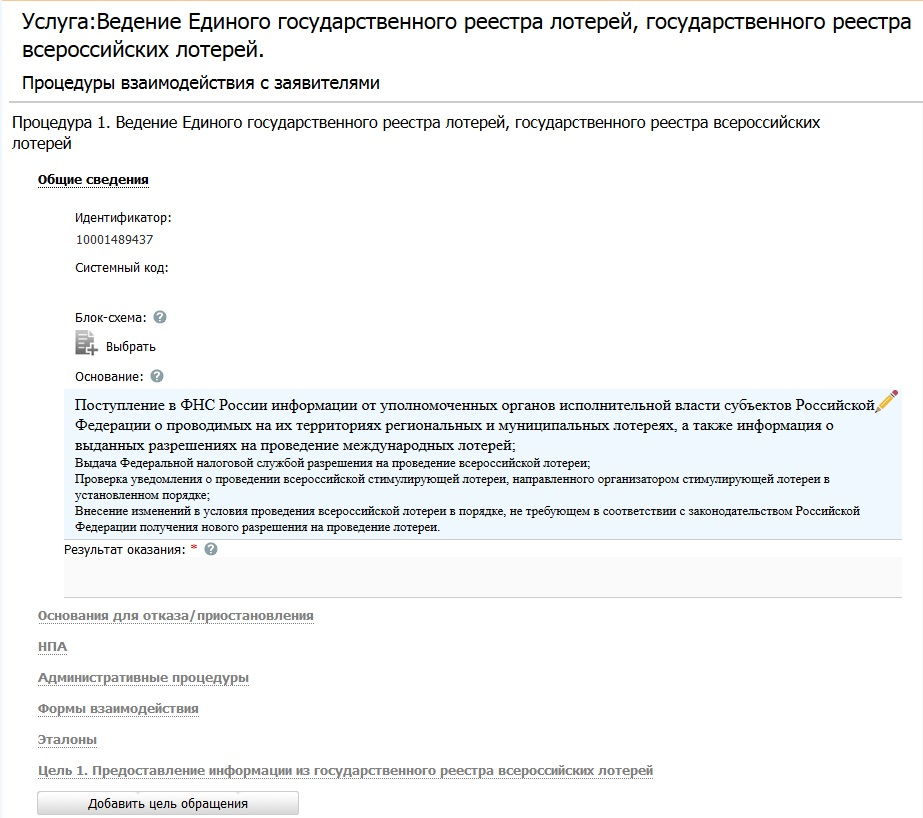 Услуга:Ведение Единого государственного реестра лотерей, государственного реестра
всероссийских лотерей.
Процедуры взаимодействия с заявителями
Процедура 1. Ведение Единого государственного реестра лотерей, государственного реестра всероссийских
лотерей
Общие сведения
Идентификатор:
10001489437
Системный код:
Блок-схема: ?
Выбрать
Основание: ?
Поступление в ФНС России информации от уполномоченных органов исполнительной власти субъектов Российской
Федерации о проводимых на их территориях региональных и муниципальных лотереях, а также информация о
выданных разрешениях на проведение международных лотерей;
Выдача Федеральной налоговой службой разрешения на проведение всероссийской лотереи;
Проверка уведомления о проведении всероссийской стимулирующей лотереи, направленного организатором стимулирующей лотереи в
установленном порядке;
Внесение изменений в условия проведения всероссийской лотереи в порядке, не требующем в соответствии с законодательством Российской
Федерации получения нового разрешения на проведение лотереи.
Результат оказания: * ?
Основания для отказа/приостановления
НПА
Административные процедуры
Формы взаимодействия
Эталоны
Цель 1. Предоставление информации из государственного реестра всероссийских лотерей
Добавить цель обращения